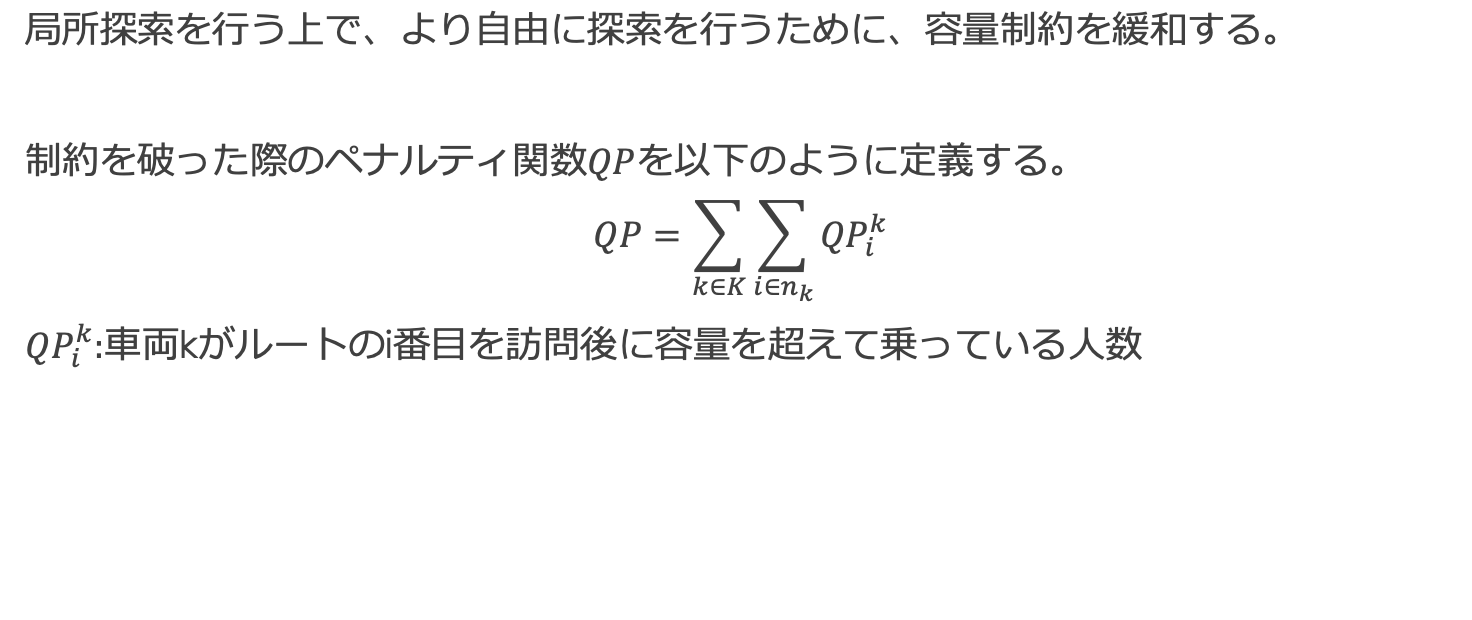 局所探索を行う上で、より自由に探索を行うために、容量制約を緩和する。
制約を破った際のペナルティ関数𝑄𝑃を以下のように定義する。
𝑄𝑃 = ∑_{𝑘∈𝐾} ∑_{𝑖∈𝑛_𝑘} 𝑄𝑃_𝑖^𝑘
𝑄𝑃_𝑖^𝑘:車両kがルートのi番目を訪問後に容量を超えて乗っている人数